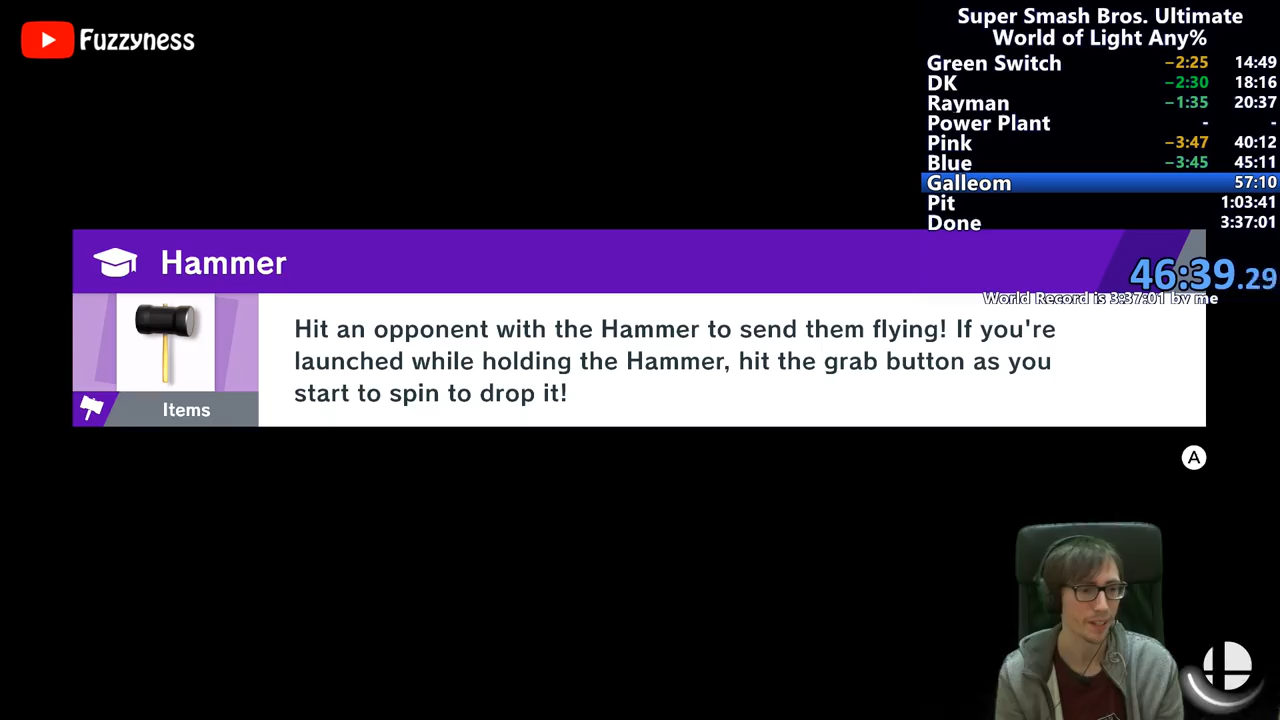 Fuzzyness
Super Smash Bros. Ultimate
World of Light Any%
Green Switch −2:25 14:49
DK −2:30 18:16
Rayman −1:35 20:37
Power Plant - -
Pink −3:47 40:12
Blue −3:45 45:11
Galleom 57:10
Pit 1:03:41
Done 3:37:01
46:39.29
World Record is 3:37:01 by me
Hammer
Hit an opponent with the Hammer to send them flying! If you're
launched while holding the Hammer, hit the grab button as you
start to spin to drop it!
Items
A